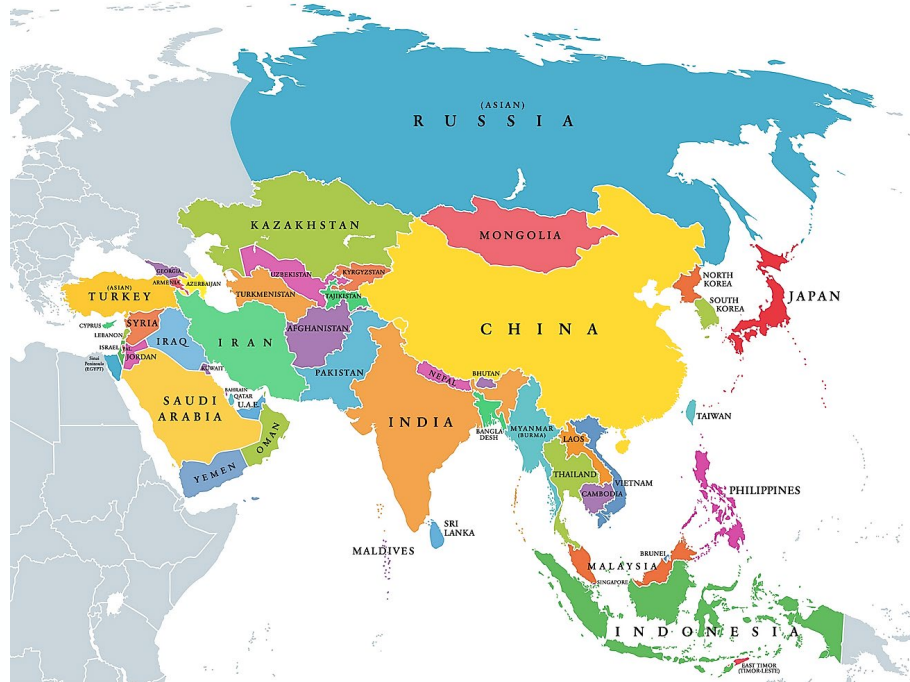 (ASIAN)
RUSSIA
KAZAKHSTAN
MONGOLIA
GEORGIA
ARMENIA
AZERBAIJAN
UZBEKISTAN
KYRGYZSTAN
(ASIAN)
TURKEY
TURKMENISTAN
TAJIKISTAN
NORTH
KOREA
SOUTH
KOREA
JAPAN
CYPRUS
SYRIA
LEBANON
ISRAEL
IRAQ
IRAN
AFGHANISTAN
CHINA
Sinai
Peninsula
(EGYPT)
JORDAN
KUWAIT
PAKISTAN
NEPAL
BHUTAN
BAHRAIN
QATAR
U.A.E.
SAUDI
ARABIA
OMAN
YEMEN
INDIA
BANGLA
DESH
MYANMAR
(BURMA)
LAOS
TAIWAN
THAILAND
VIETNAM
CAMBODIA
PHILIPPINES
SRI
LANKA
MALDIVES
BRUNEI
MALAYSIA
SINGAPORE
INDONESIA
EAST TIMOR
(TIMOR-LESTE)